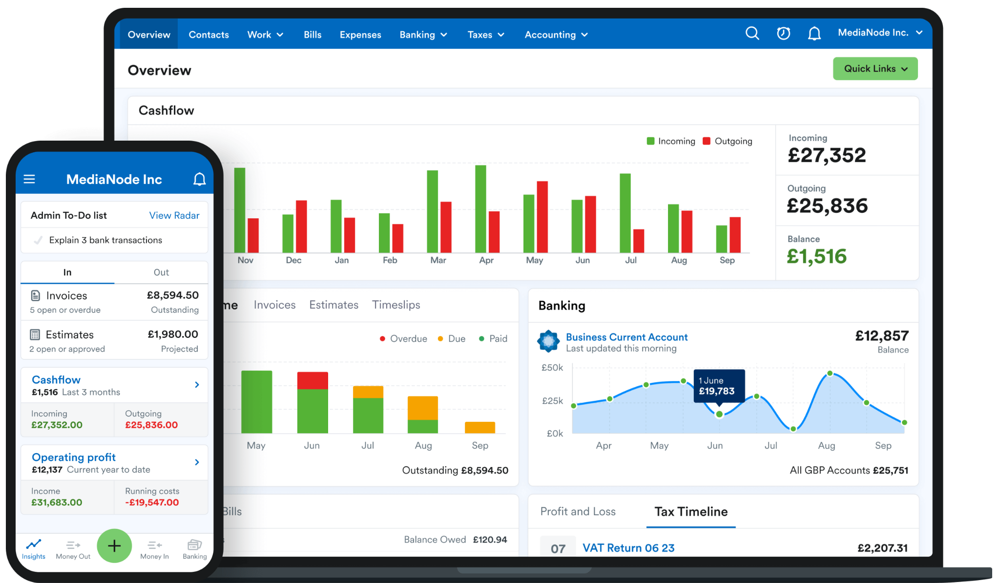 Overview Contacts Work Bills Expenses Banking Taxes Accounting MediaNode Inc.
Overview
Quick Links
Cashflow
Incoming Outgoing
Nov Dec Jan Feb Mar Apr May Jun Jul Aug Sep
Incoming
£27,352
Outgoing
£25,836
Balance
£1,516
me Invoices Estimates Timeslips
Overdue Due Paid
May Jun Jul Aug Sep
Outstanding £8,594.50
Banking
Business Current Account
Last updated this morning
£12,857
Balance
£50k
£25k
£0k
1 June
£19,783
Apr May Jun Jul Aug Sep
All GBP Accounts £25,751
Bills
Balance Owed £120.94
Profit and Loss Tax Timeline
07 VAT Return 06 23 £2,207.31
MediaNode Inc
Admin To-Do list View Radar
Explain 3 bank transactions
In Out
Invoices £8,594.50
5 open or overdue Outstanding
Estimates £1,980.00
2 open or approved Projected
Cashflow
£1,516 Last 3 months
Incoming Outgoing
£27,352.00 £25,836.00
Operating profit
£12,137 Current year to date
Income Running costs
£31,683.00 -£19,547.00
Insights Money Out Money In Banking